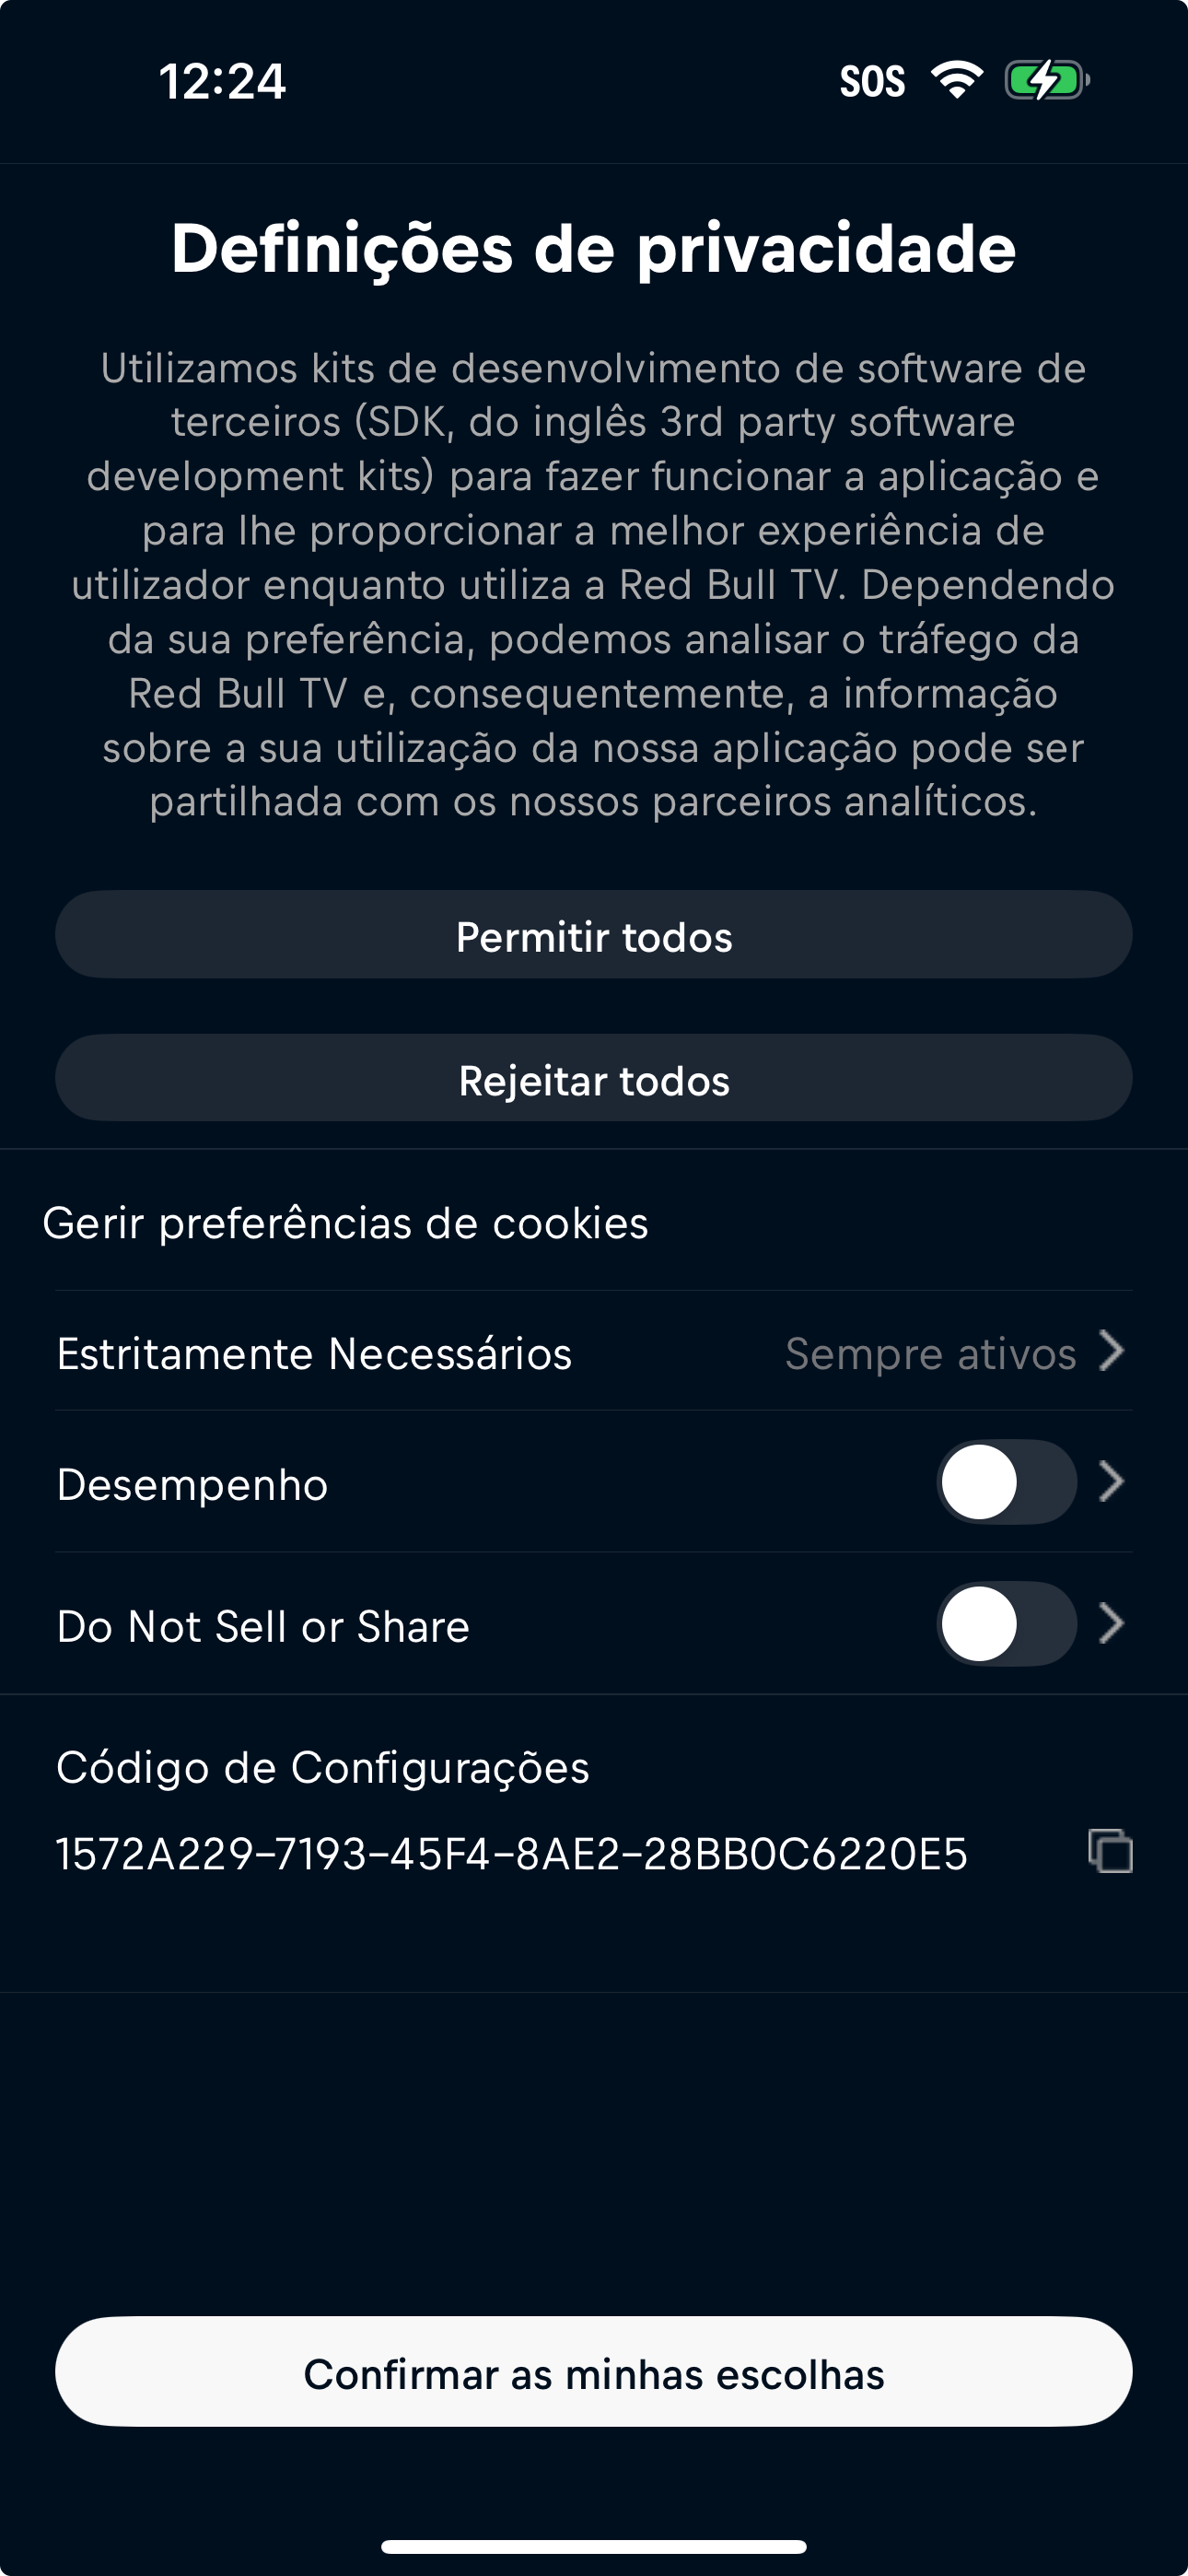 12:24
SOS
Definições de privacidade
Utilizamos kits de desenvolvimento de software de
terceiros (SDK, do inglês 3rd party software
development kits) para fazer funcionar a aplicação e
para lhe proporcionar a melhor experiência de
utilizador enquanto utiliza a Red Bull TV. Dependendo
da sua preferência, podemos analisar o tráfego da
Red Bull TV e, consequentemente, a informação
sobre a sua utilização da nossa aplicação pode ser
partilhada com os nossos parceiros analíticos.
Permitir todos
Rejeitar todos
Gerir preferências de cookies
Estritamente Necessários
Sempre ativos
Desempenho
Do Not Sell or Share
Código de Configurações
1572A229-7193-45F4-8AE2-28BB0C6220E5
Confirmar as minhas escolhas